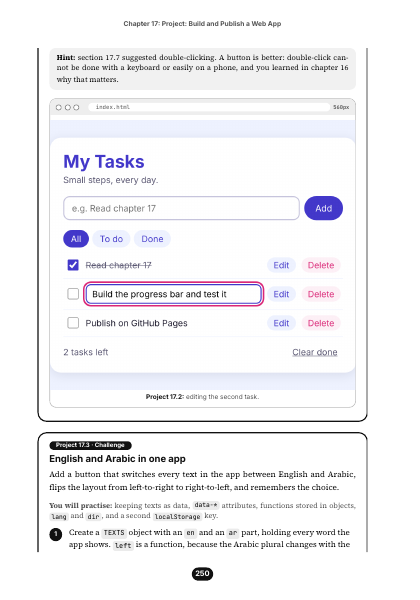 Chapter 17: Project: Build and Publish a Web App
Hint: section 17.7 suggested double-clicking. A button is better: double-click can-
not be done with a keyboard or easily on a phone, and you learned in chapter 16
why that matters.
index.html 560px
My Tasks
Small steps, every day.
e.g. Read chapter 17 Add
All To do Done
Read chapter 17 Edit Delete
Build the progress bar and test it Edit Delete
Publish on GitHub Pages Edit Delete
2 tasks left Clear done
Project 17.2: editing the second task.
Project 17.3 · Challenge
English and Arabic in one app
Add a button that switches every text in the app between English and Arabic,
flips the layout from left-to-right to right-to-left, and remembers the choice.
You will practise: keeping texts as data, data-* attributes, functions stored in objects,
lang and dir, and a second localStorage key.
1 Create a TEXTS object with an en and an ar part, holding every word the
app shows. left is a function, because the Arabic plural changes with the
250